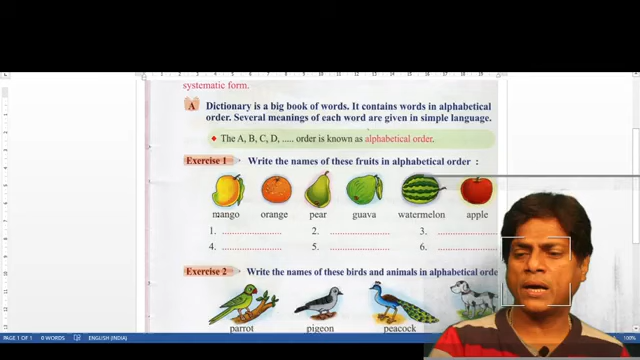 systematic form.
A Dictionary is a big book of words. It contains words in alphabetical
order. Several meanings of each word are given in simple language.
The A, B, C, D, ..... order is known as alphabetical order.
Exercise 1 Write the names of these fruits in alphabetical order :
mango orange pear guava watermelon apple
1. .................... 2. .................... 3. ....................
4. .................... 5. .................... 6. ....................
Exercise 2 Write the names of these birds and animals in alphabetical orde
parrot pigeon peacock
PAGE 1 OF 1 0 WORDS ENGLISH (INDIA) 100%